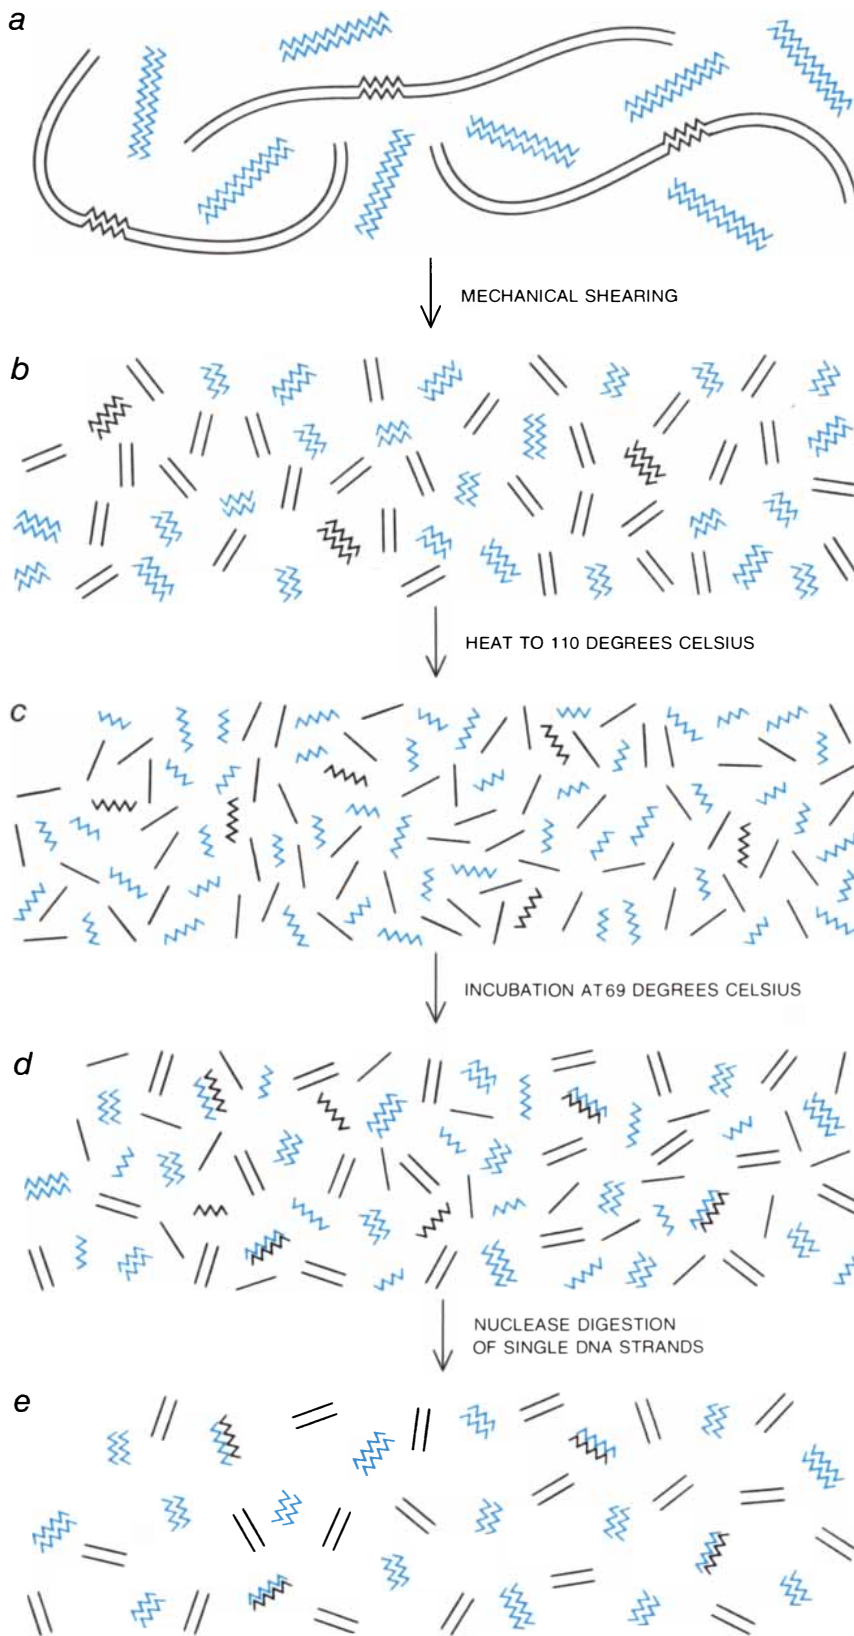 a
MECHANICAL SHEARING
b
HEAT TO 110 DEGREES CELSIUS
c
INCUBATION AT 69 DEGREES CELSIUS
d
NUCLEASE DIGESTION
OF SINGLE DNA STRANDS
e